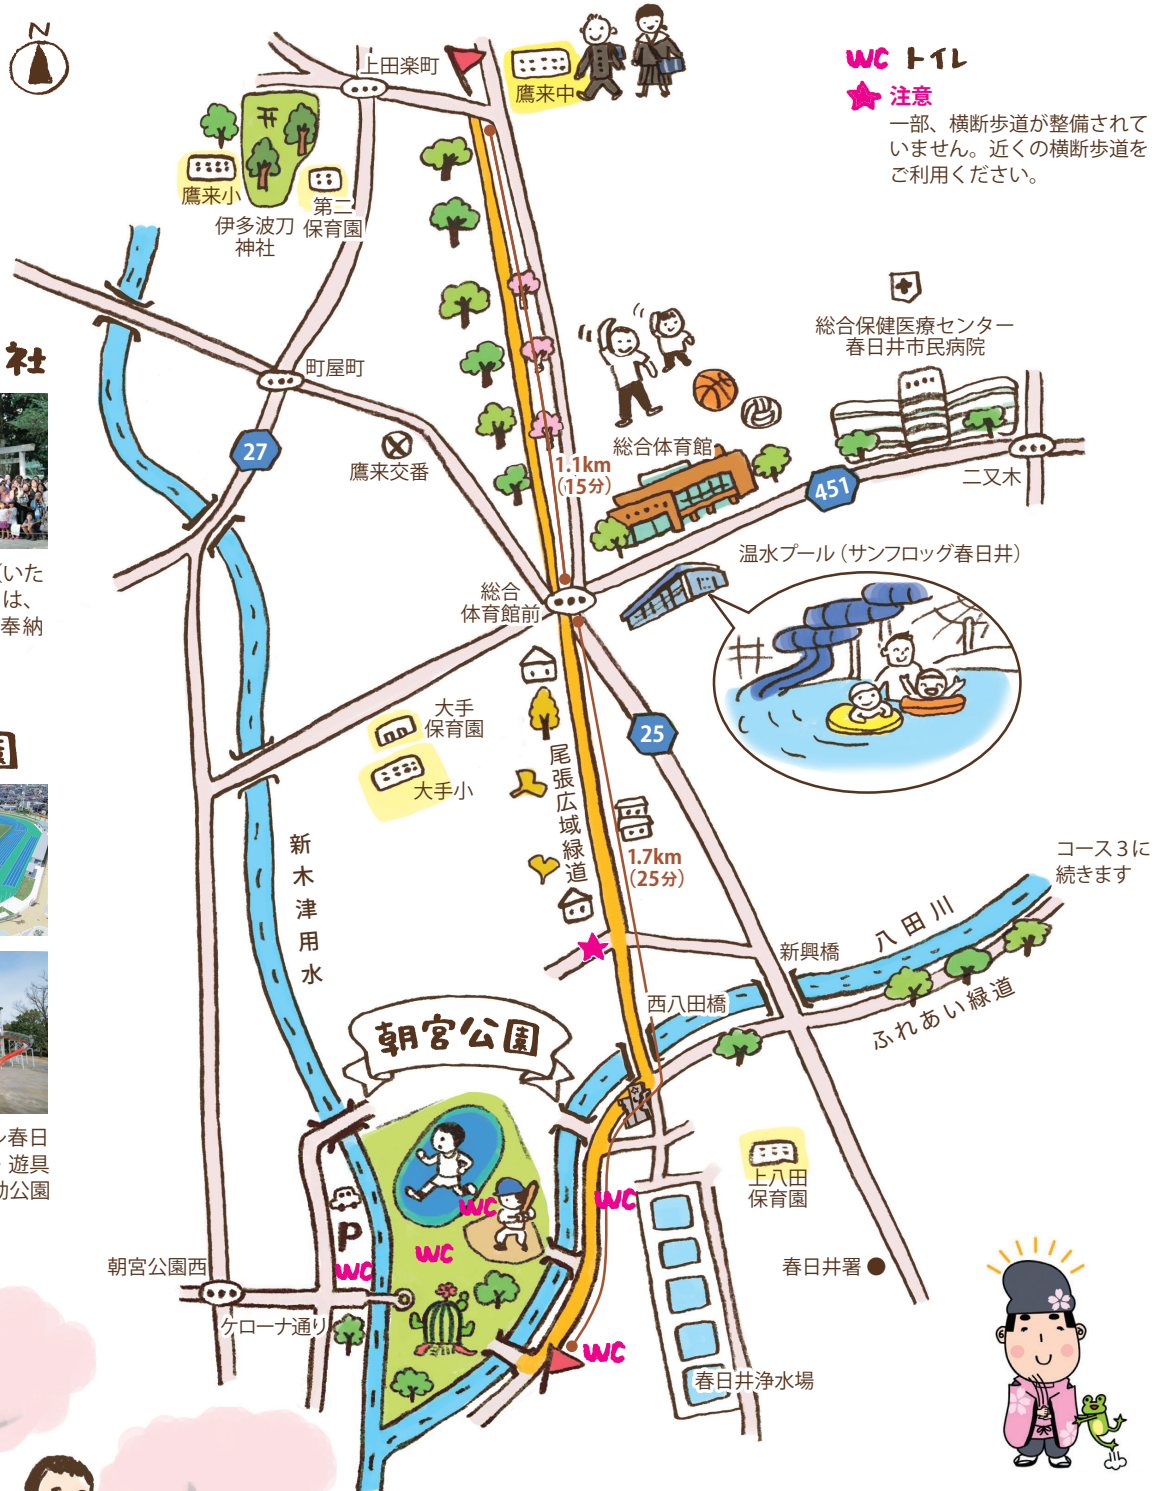 N
上田楽町
鷹来中
WC トイレ
注意
一部、横断歩道が整備されて
いません。近くの横断歩道を
ご利用ください。
鷹来小
伊多波刀
神社
第二
保育園
総合保健医療センター
春日井市民病院
社
町屋町
27
鷹来交番
1.1km
(15分)
総合体育館
451
二又木
温水プール（サンフロッグ春日井）
(いた
は、
奉納
総合
体育館前
大手
保育園
大手小
25
園
尾張広域緑道
1.7km
(25分)
新木津用水
コース3に
続きます
八田川
新興橋
西八田橋
ふれあい緑道
朝宮公園
春日
遊具
動公園
上八田
保育園
WC
WC
WC
P
WC
朝宮公園西
ケローナ通り
春日井署
WC
春日井浄水場